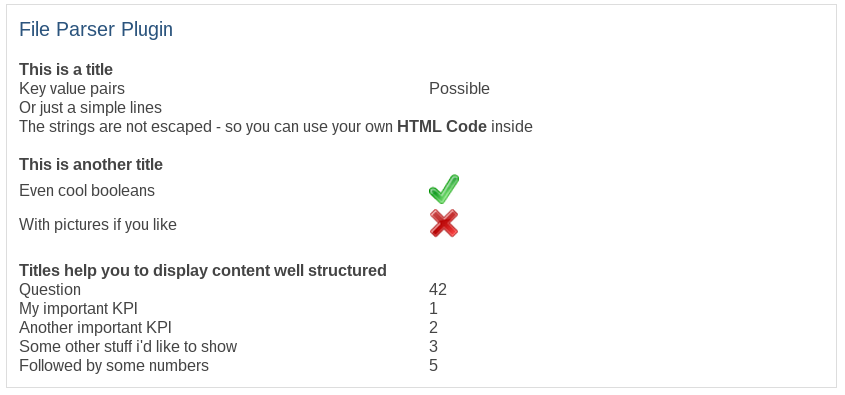 File Parser Plugin
This is a title
Key value pairs Possible
Or just a simple lines
The strings are not escaped - so you can use your own HTML Code inside
This is another title
Even cool booleans
With pictures if you like
Titles help you to display content well structured
Question 42
My important KPI 1
Another important KPI 2
Some other stuff i'd like to show 3
Followed by some numbers 5